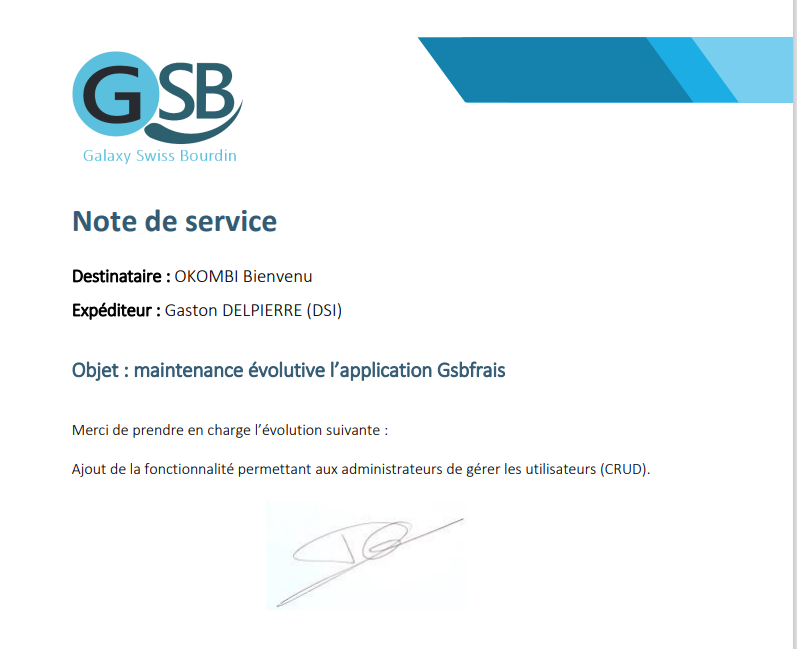 GSB
Galaxy Swiss Bourdin
Note de service
Destinataire : OKOMBI Bienvenu
Expéditeur : Gaston DELPIERRE (DSI)
Objet : maintenance évolutive l’application Gsbfrais
Merci de prendre en charge l’évolution suivante :
Ajout de la fonctionnalité permettant aux administrateurs de gérer les utilisateurs (CRUD).